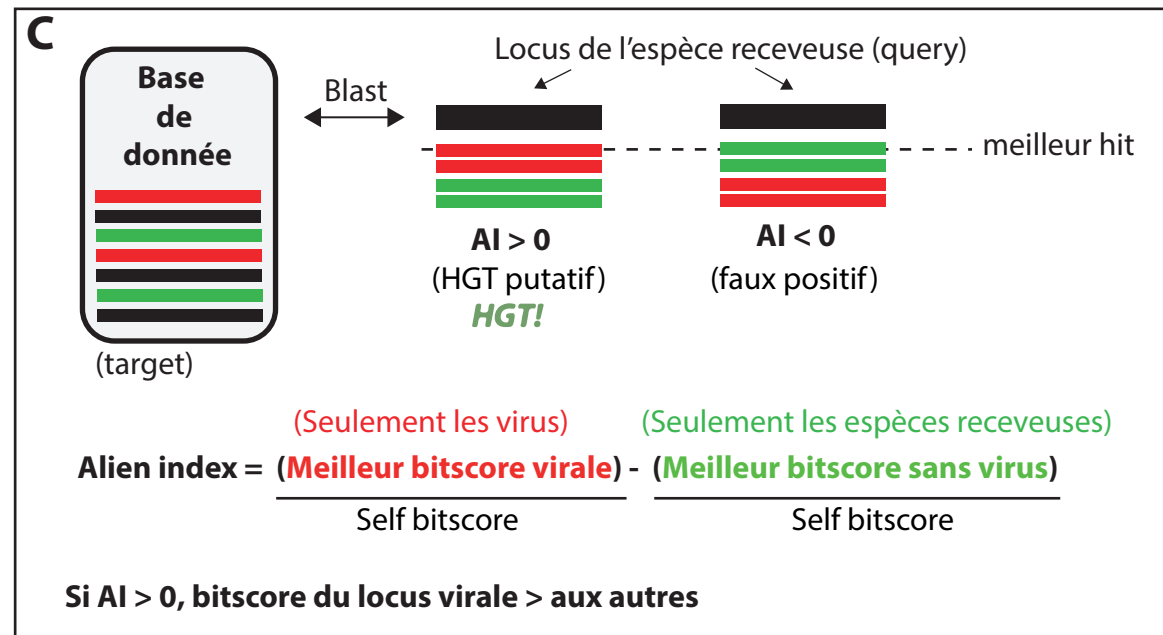 C
Base
de
donnée
(target)
Blast
Locus de l'espèce receveuse (query)
meilleur hit
AI > 0
(HGT putatif)
HGT!
AI < 0
(faux positif)
(Seulement les virus)
(Seulement les espèces receveuses)
Alien index = (Meilleur bitscore virale) - (Meilleur bitscore sans virus)
Self bitscore
Self bitscore
Si AI > 0, bitscore du locus virale > aux autres